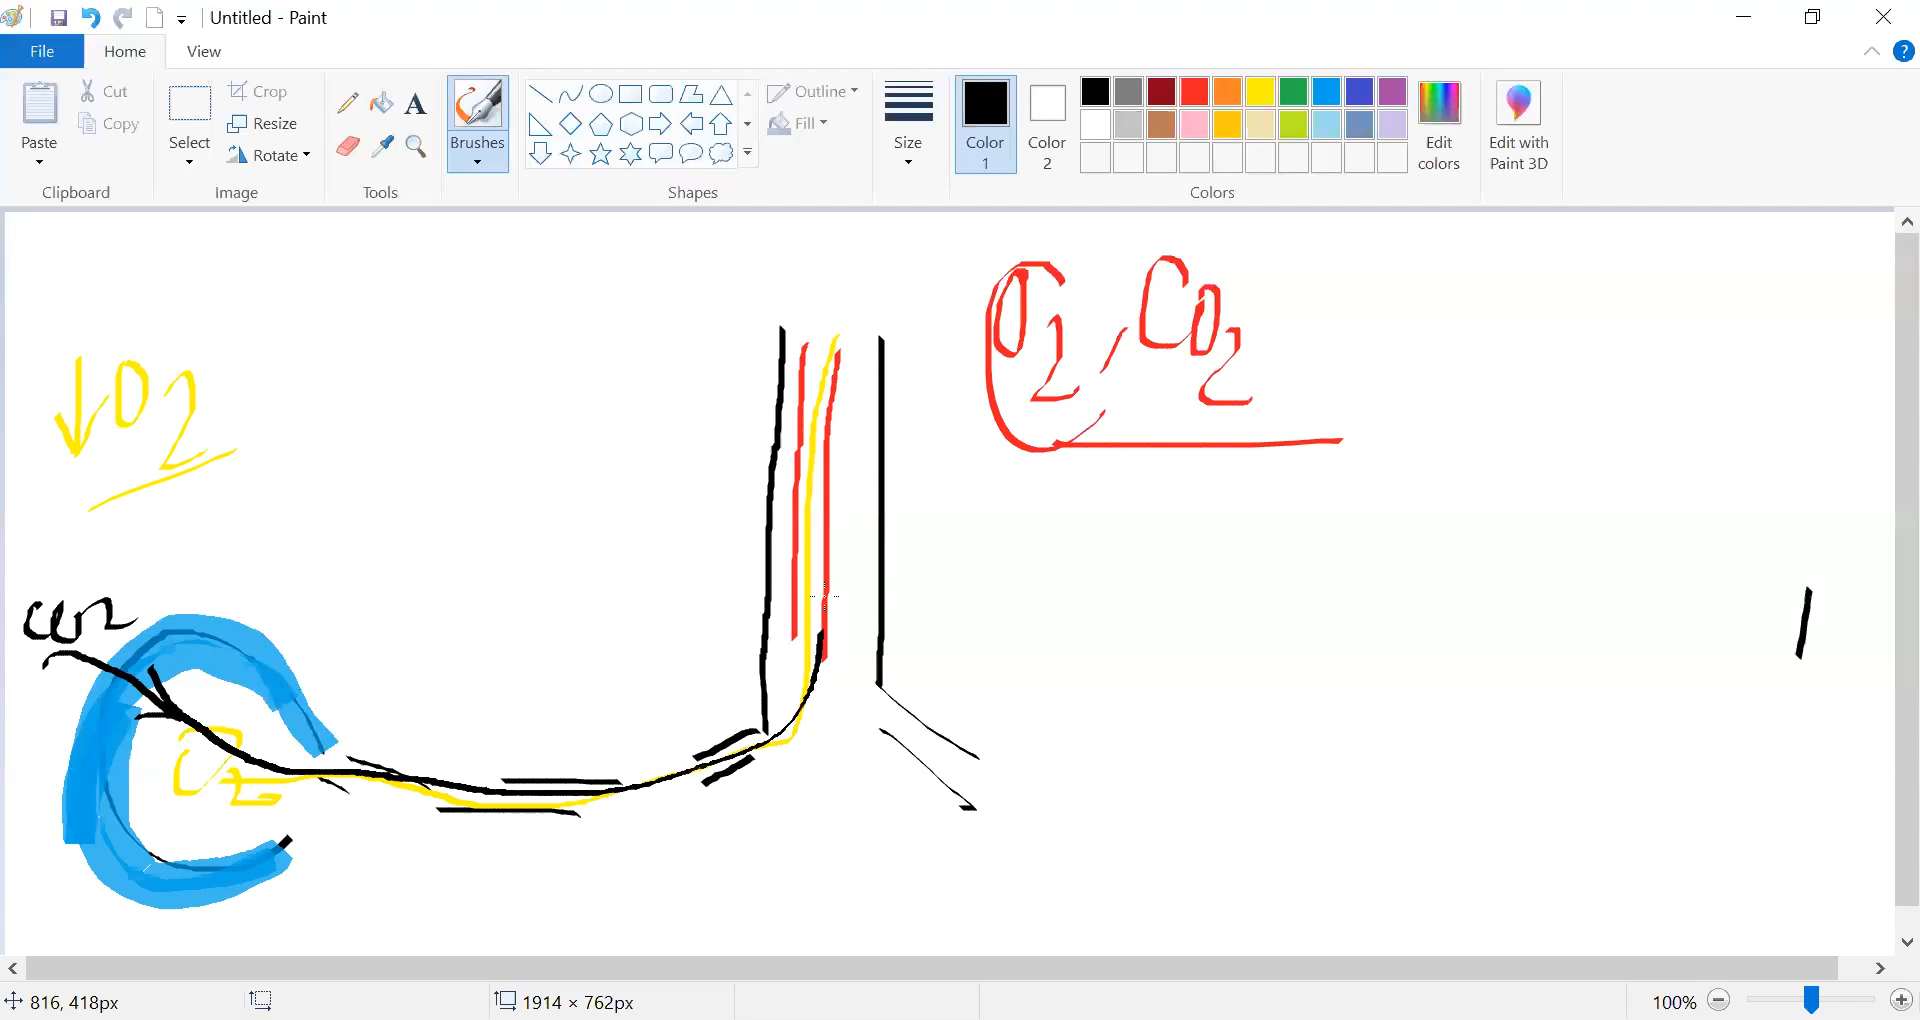 Untitled - Paint
File
Home
View
Paste
Cut
Copy
Clipboard
Select
Crop
Resize
Rotate
Image
Tools
Brushes
Outline
Fill
Shapes
Size
Color 1
Color 2
Edit colors
Colors
Edit with Paint 3D
O2, CO2
↓O2
O2
816, 418px
1914 × 762px
100%